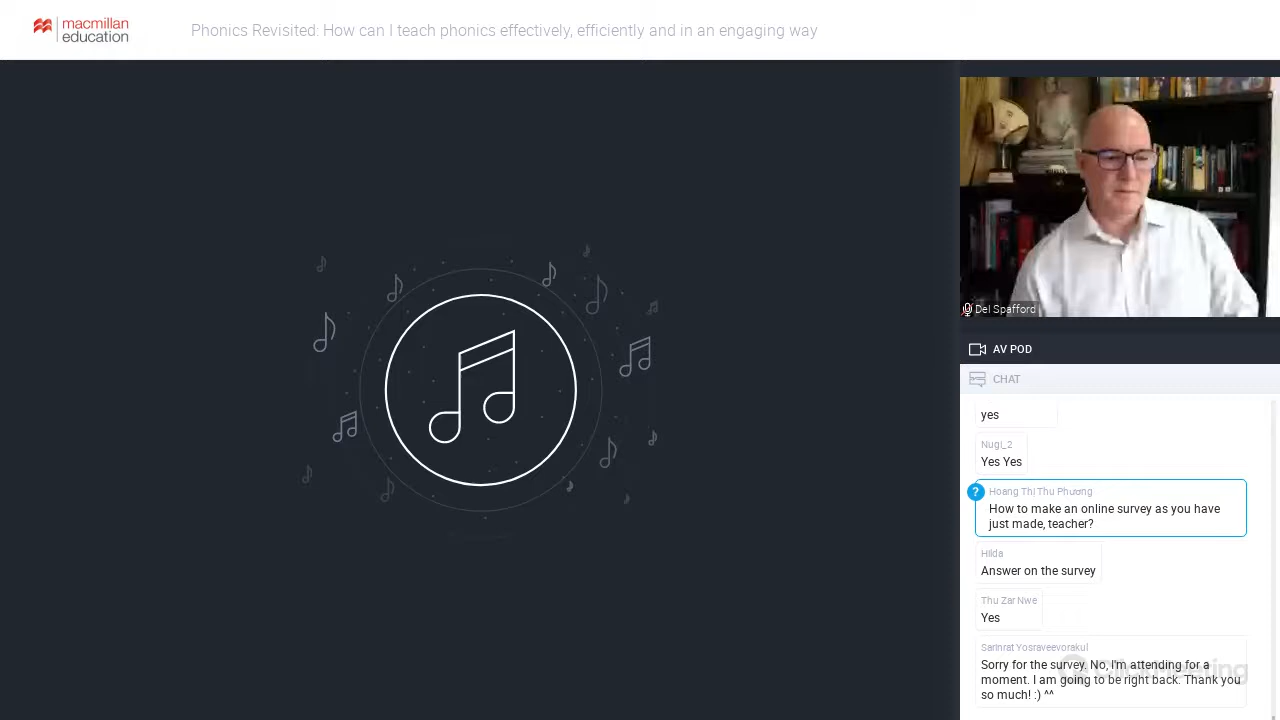 macmillan
education
Phonics Revisited: How can I teach phonics effectively, efficiently and in an engaging way
Del Spafford
AV POD
CHAT
yes
Nugi_2
Yes Yes
?
Hoang Thị Thu Phương
How to make an online survey as you have
just made, teacher?
Hilda
Answer on the survey
Thu Zar Nwe
Yes
Sarinrat Yosraveevorakul
Sorry for the survey. No, I'm attending for a
moment. I am going to be right back. Thank you
so much! :) ^^
ClickMeeting